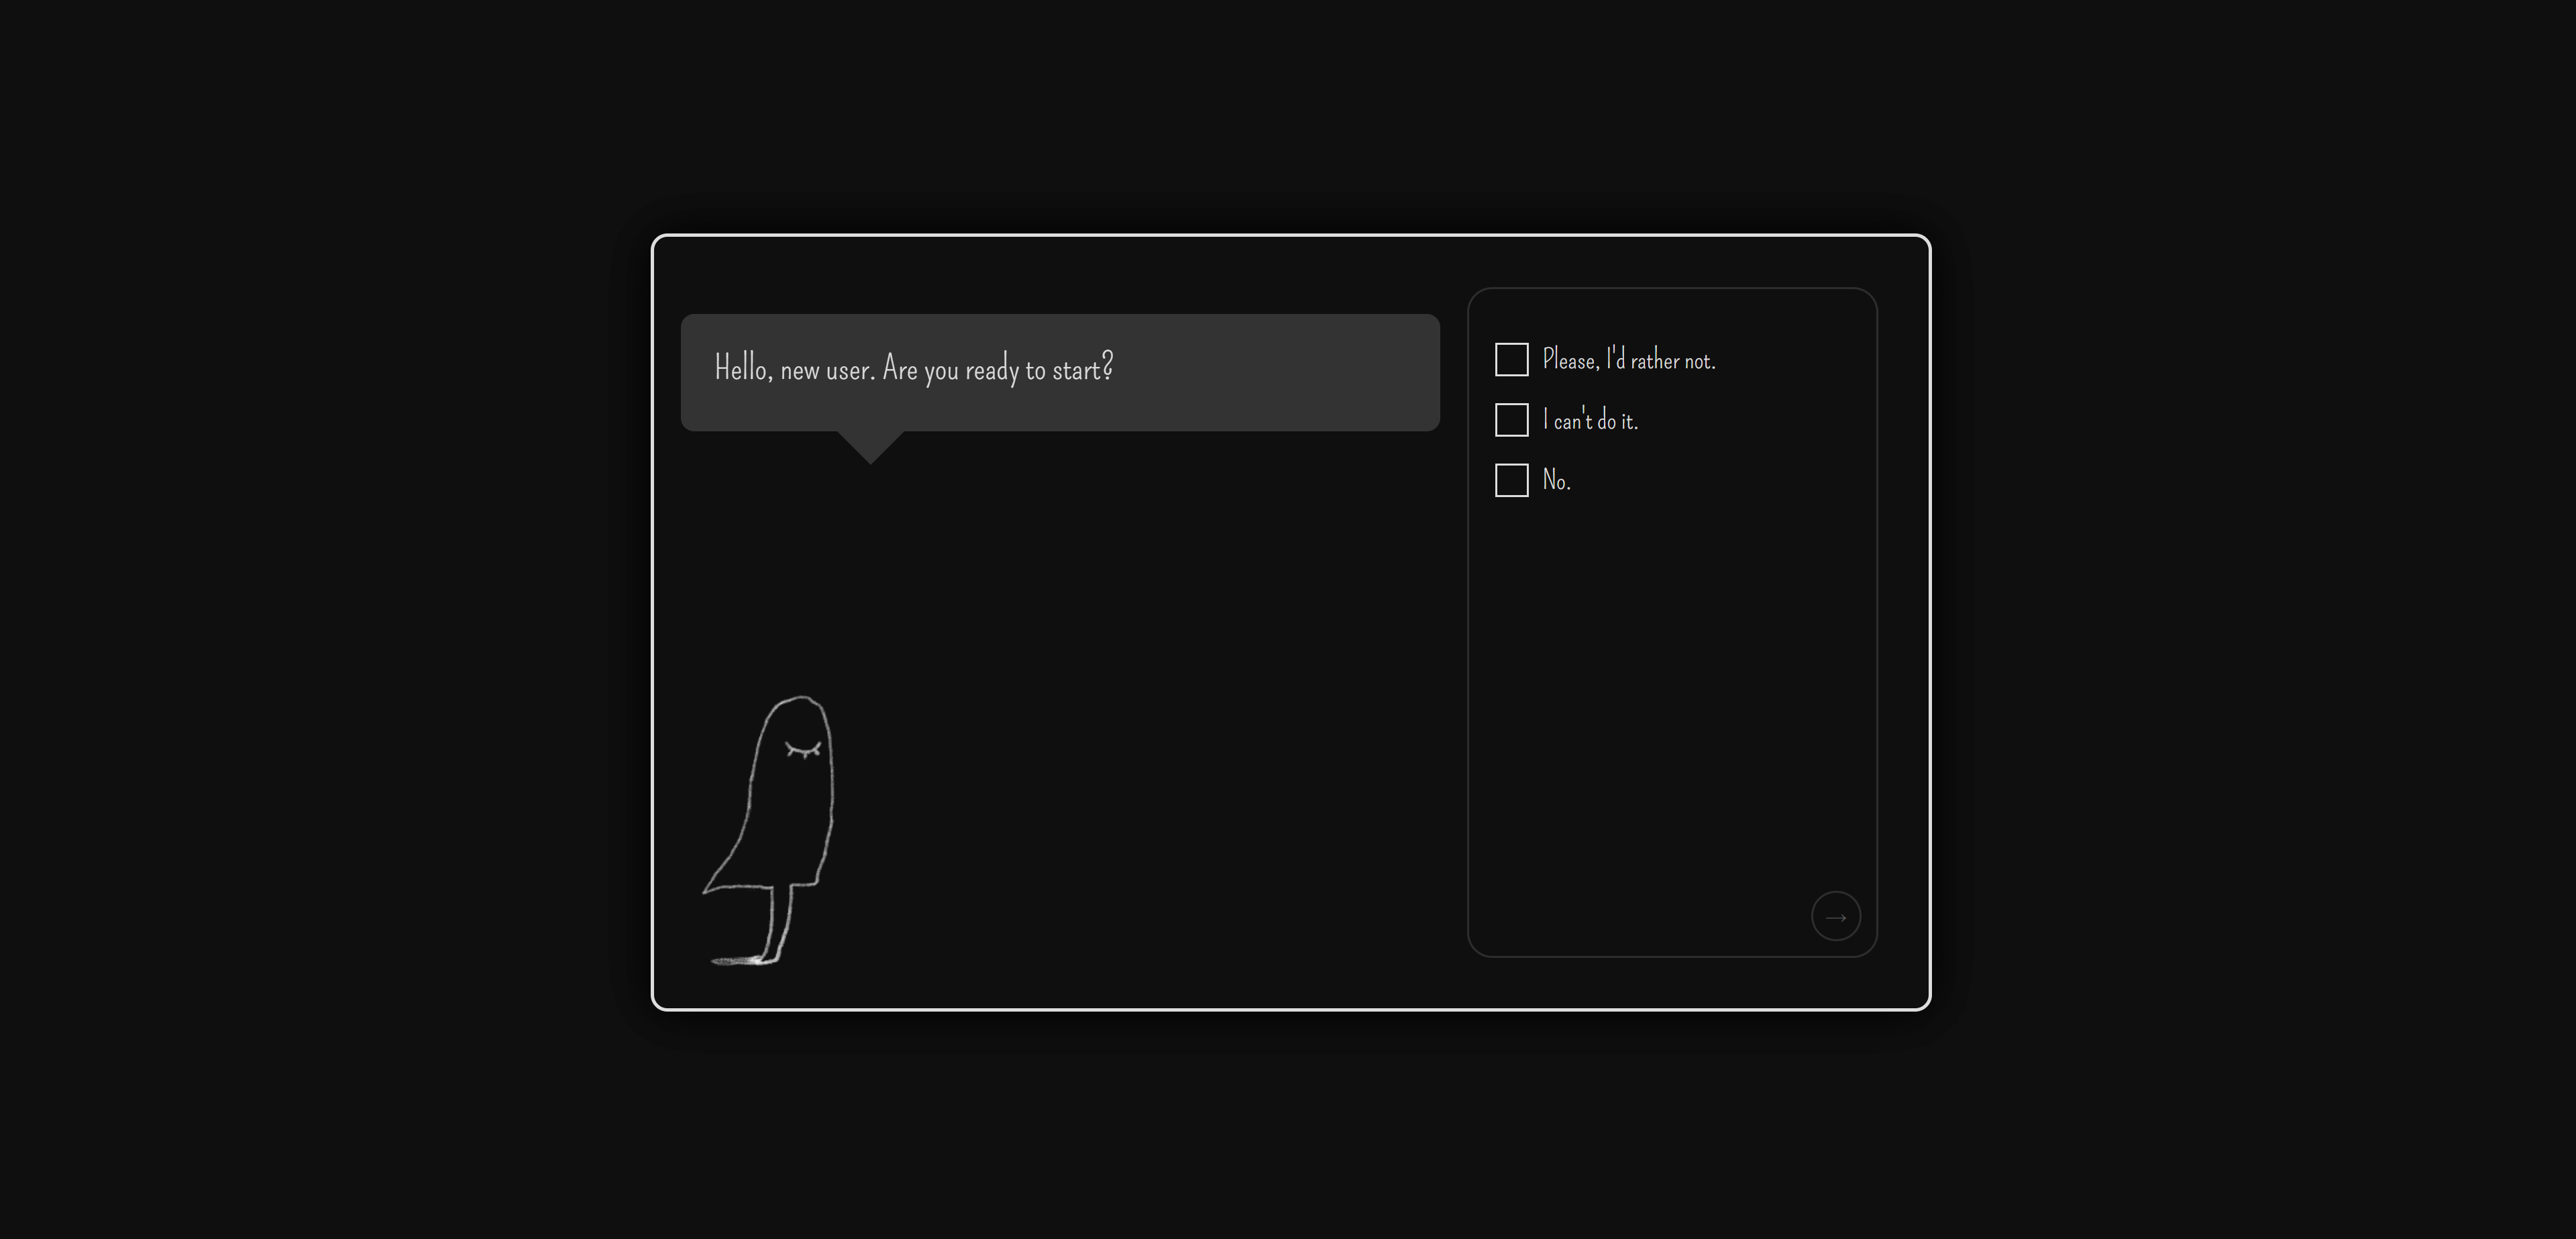 Hello, new user. Are you ready to start?
Please, I'd rather not.
I can't do it.
No.
→